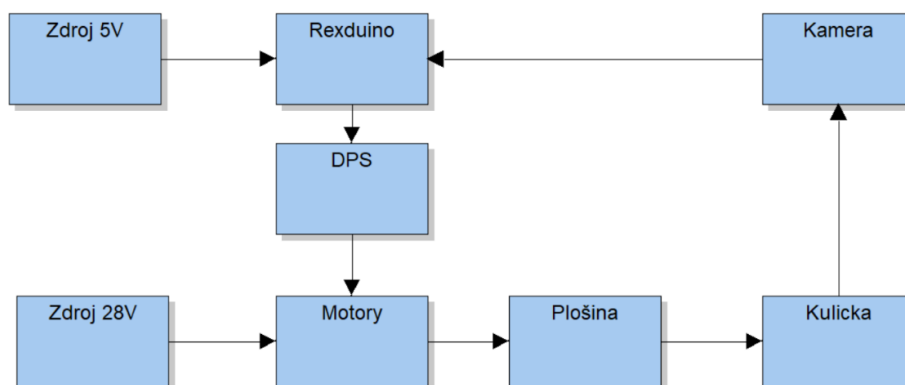 Zdroj 5V
Rexduino
Kamera
DPS
Zdroj 28V
Motory
Plošina
Kulicka